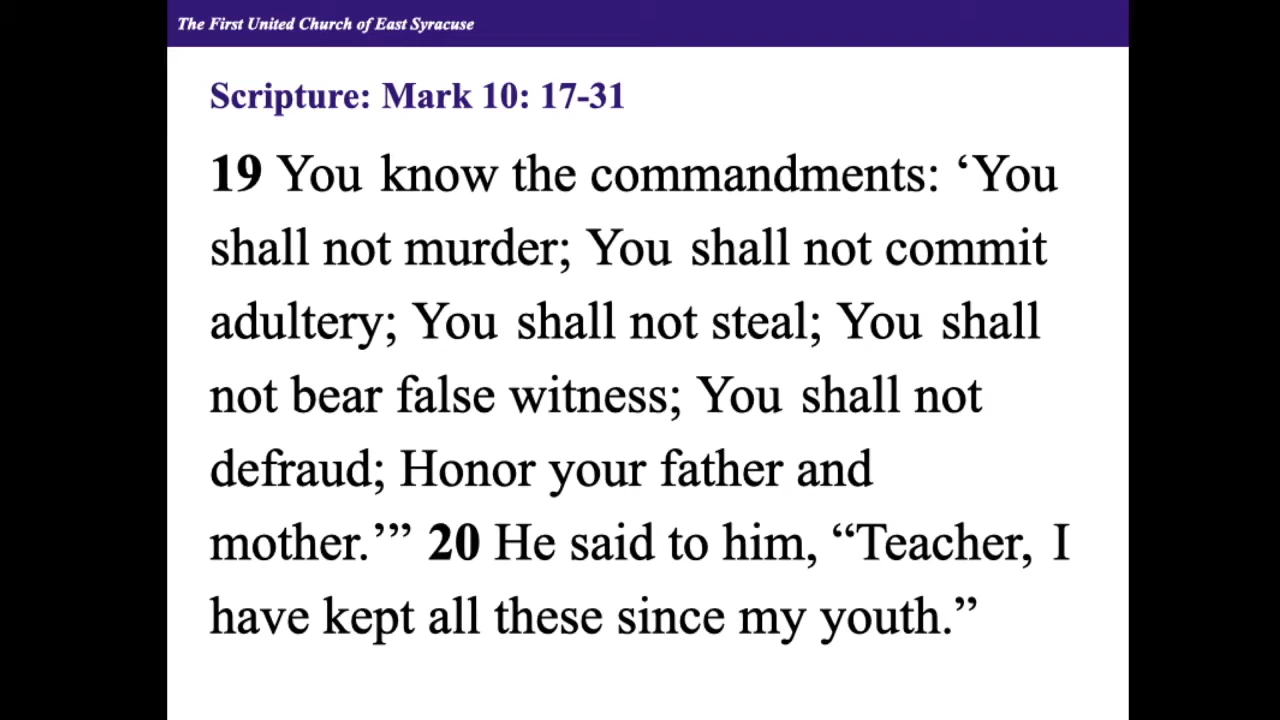 The First United Church of East Syracuse
Scripture: Mark 10: 17-31
19 You know the commandments: ‘You
shall not murder; You shall not commit
adultery; You shall not steal; You shall
not bear false witness; You shall not
defraud; Honor your father and
mother.’” 20 He said to him, “Teacher, I
have kept all these since my youth.”